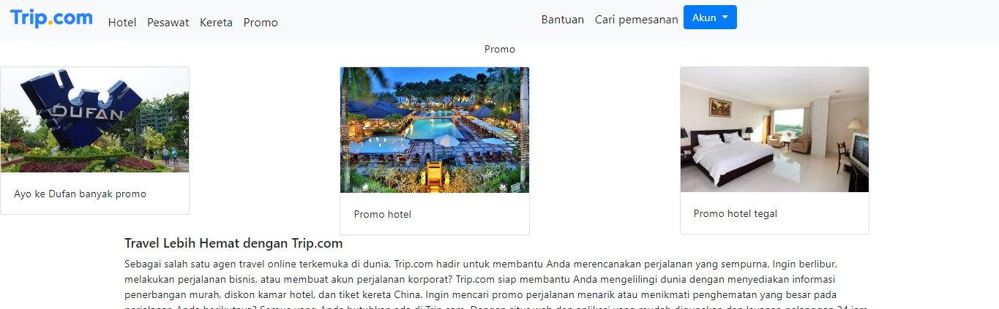 Trip.com Hotel Pesawat Kereta Promo Bantuan Cari pemesanan Akun
Promo
DUFAN
Ayo ke Dufan banyak promo
Promo hotel
Promo hotel tegal
Travel Lebih Hemat dengan Trip.com
Sebagai salah satu agen travel online terkemuka di dunia, Trip.com hadir untuk membantu Anda merencanakan perjalanan yang sempurna. Ingin berlibur,
melakukan perjalanan bisnis, atau membuat akun perjalanan korporat? Trip.com siap membantu Anda mengelilingi dunia dengan menyediakan informasi
penerbangan murah, diskon kamar hotel, dan tiket kereta China. Ingin mencari promo perjalanan menarik atau menikmati penghematan yang besar pada
perjalanan Anda berikutnya? Semua yang Anda butuhkan ada di Trip.com. Dengan situs web dan aplikasi yang mudah digunakan dan layanan pelanggan 24 jam